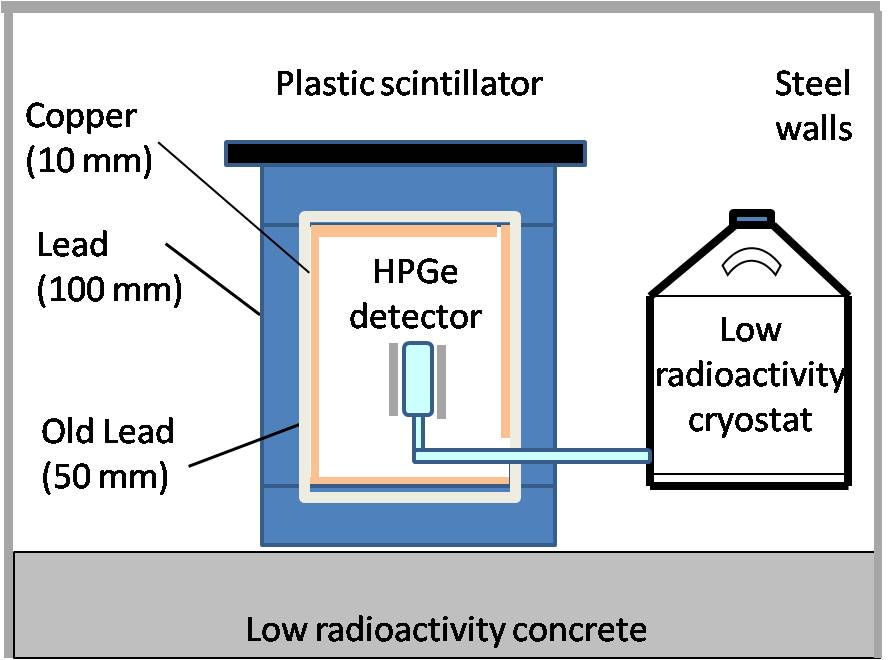 Plastic scintillator
Steel
walls
Copper
(10 mm)
Lead
(100 mm)
HPGe
detector
Low
radioactivity
cryostat
Old Lead
(50 mm)
Low radioactivity concrete